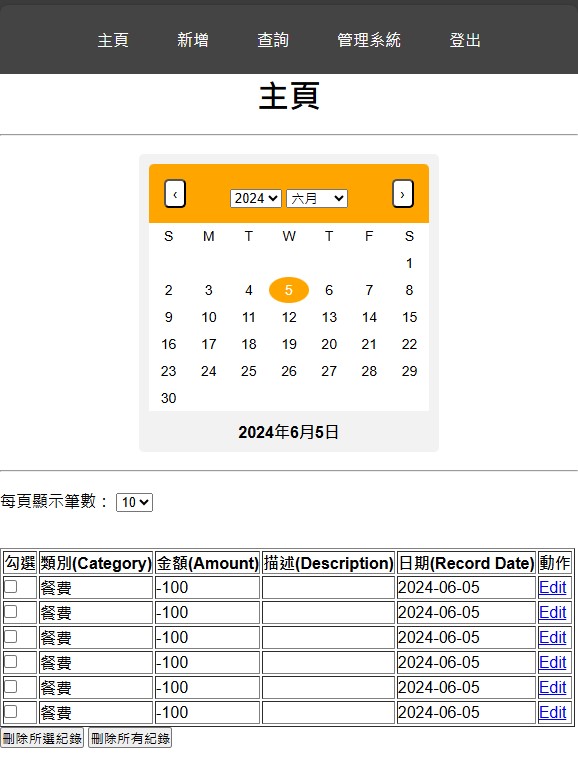 主頁 新增 查詢 管理系統 登出
主頁
‹ 2024 六月 ›
S M T W T F S
1
2 3 4 5 6 7 8
9 10 11 12 13 14 15
16 17 18 19 20 21 22
23 24 25 26 27 28 29
30
2024年6月5日
每頁顯示筆數： 10
勾選 類別(Category) 金額(Amount) 描述(Description) 日期(Record Date) 動作
餐費 -100 2024-06-05 Edit
餐費 -100 2024-06-05 Edit
餐費 -100 2024-06-05 Edit
餐費 -100 2024-06-05 Edit
餐費 -100 2024-06-05 Edit
餐費 -100 2024-06-05 Edit
刪除所選紀錄 刪除所有紀錄